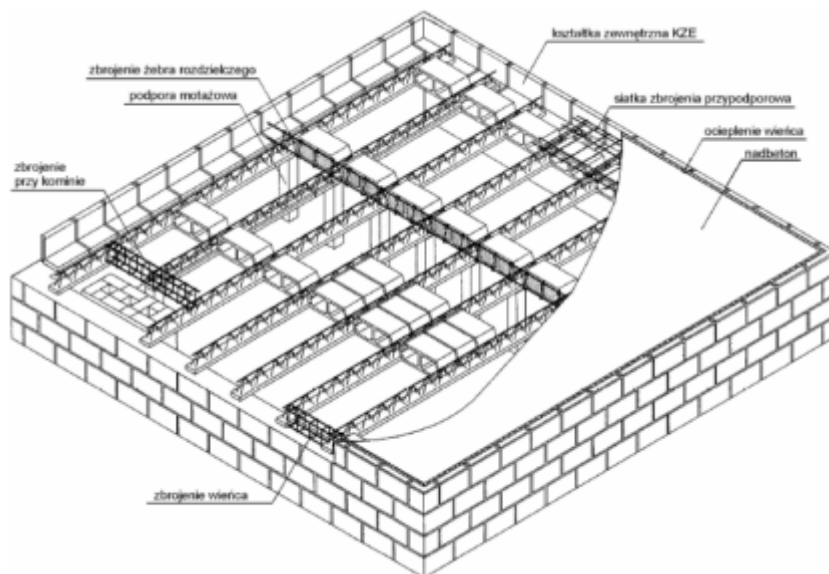 kształtka zewnętrzna KZE
zbrojenie żebra rozdzielczego
podpora motażowa
siatka zbrojenia przypodporowa
ocieplenie wieńca
nadbeton
zbrojenie
przy kominie
zbrojenie wieńca